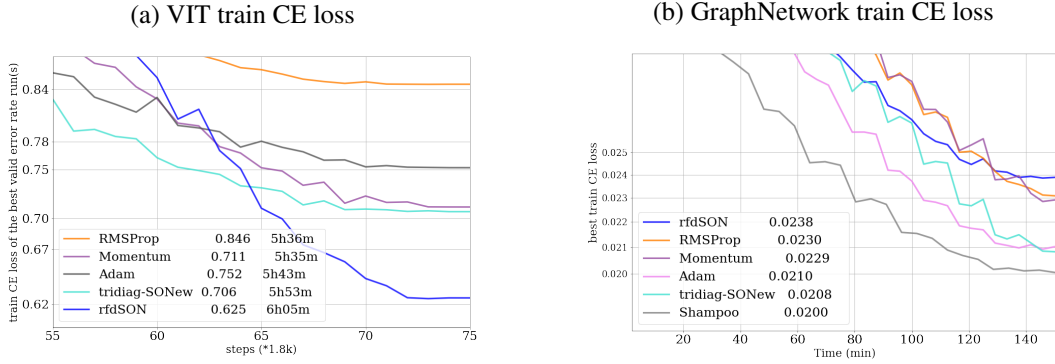 (a) VIT train CE loss
train CE loss of the best valid error rate run(s)
0.84
0.78
0.75
0.70
0.67
0.62
RMSProp 0.846 5h36m
Momentum 0.711 5h35m
Adam 0.752 5h43m
tridiag-SONew 0.706 5h53m
rfdSON 0.625 6h05m
55 60 65 70 75
steps (*1.8k)
(b) GraphNetwork train CE loss
best train CE loss
0.025
0.024
0.022
0.021
0.020
rfdSON 0.0238
RMSProp 0.0230
Momentum 0.0229
Adam 0.0210
tridiag-SONew 0.0208
Shampoo 0.0200
20 40 60 80 100 120 140
Time (min)